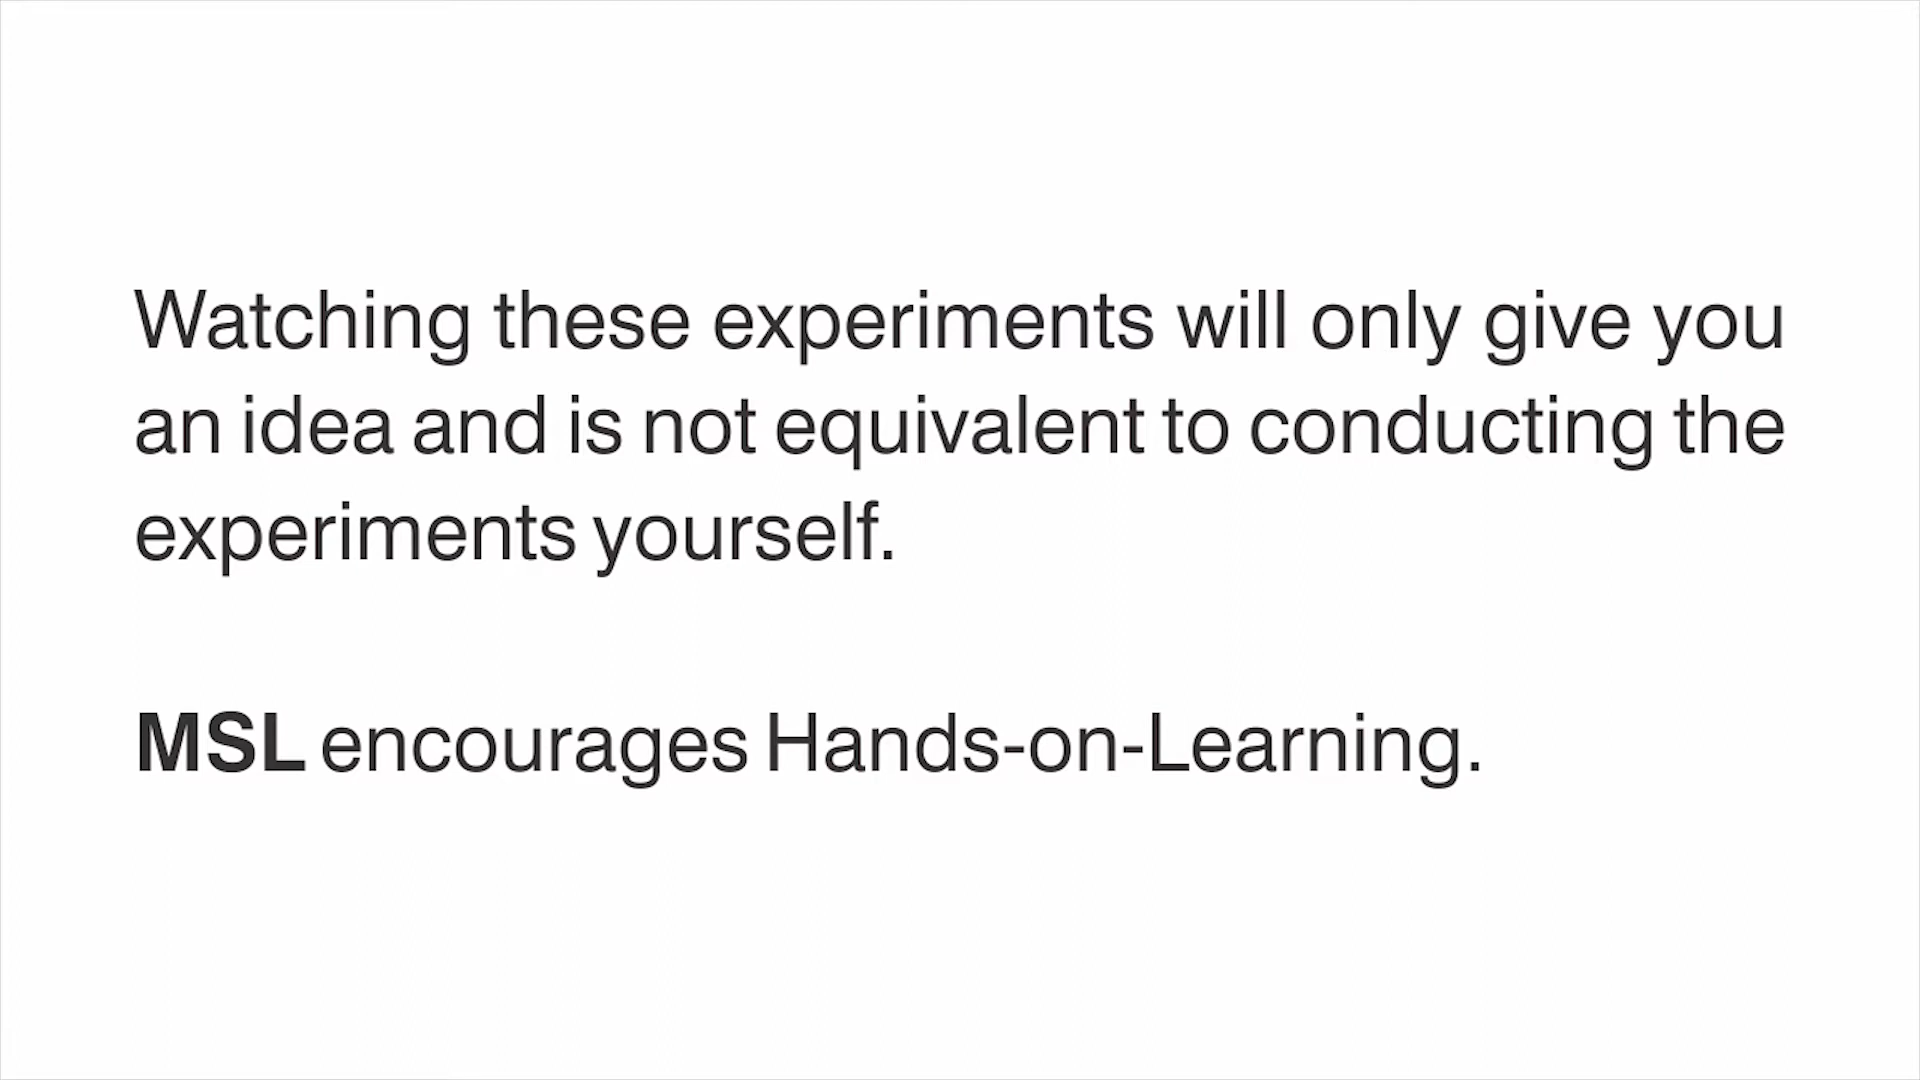 Watching these experiments will only give you
an idea and is not equivalent to conducting the
experiments yourself.
MSL encourages Hands-on-Learning.